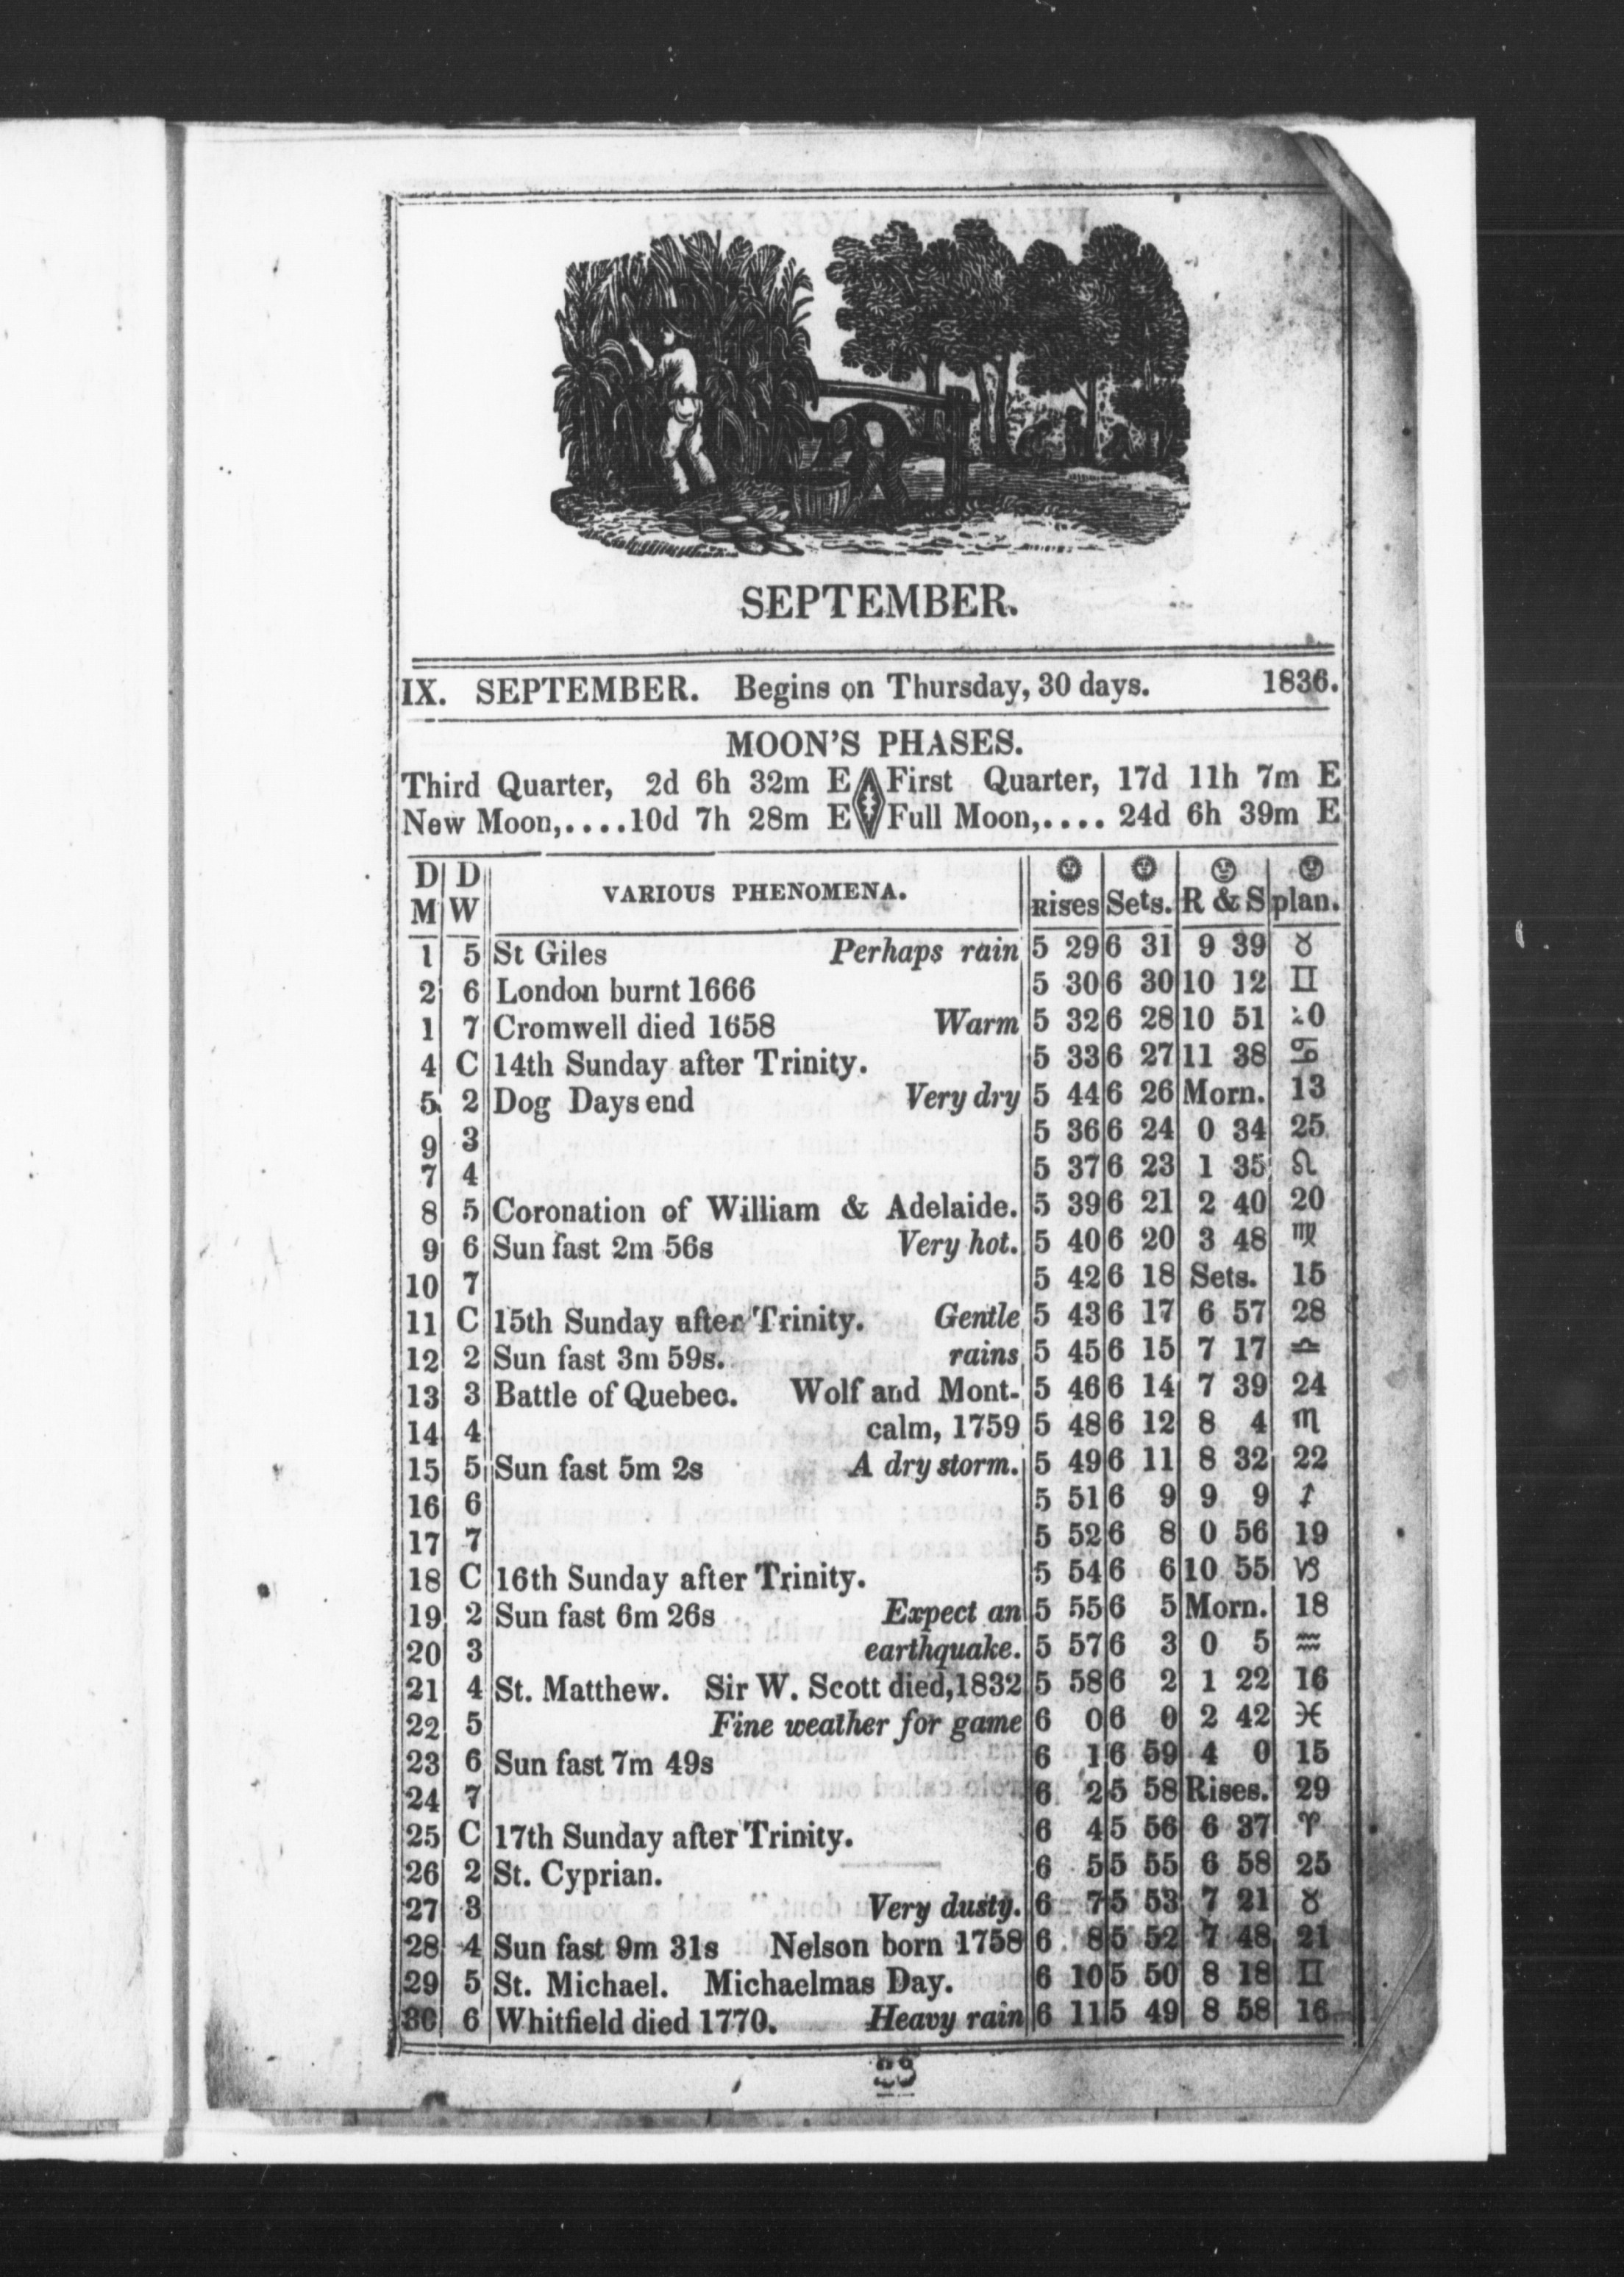 SEPTEMBER.
IX. SEPTEMBER. Begins on Thursday, 30 days. 1836.
MOON'S PHASES.
Third Quarter, 2d 6h 32m E First Quarter, 17d 11h 7m E
New Moon,....10d 7h 28m E Full Moon,.... 24d 6h 39m E
D M D W VARIOUS PHENOMENA. Rises Sets. R & S plan.
1 5 St Giles Perhaps rain 5 29 6 31 9 39 ♉
2 6 London burnt 1666 5 30 6 30 10 12 ♊
1 7 Cromwell died 1658 Warm 5 32 6 28 10 51 20
4 C 14th Sunday after Trinity. 5 33 6 27 11 38 ♋
5 2 Dog Days end Very dry 5 44 6 26 Morn. 13
9 3 5 36 6 24 0 34 25
7 4 5 37 6 23 1 35 ♌
8 5 Coronation of William & Adelaide. 5 39 6 21 2 40 20
9 6 Sun fast 2m 56s Very hot. 5 40 6 20 3 48 ♍
10 7 5 42 6 18 Sets. 15
11 C 15th Sunday after Trinity. Gentle 5 43 6 17 6 57 28
12 2 Sun fast 3m 59s. rains 5 45 6 15 7 17 ♎
13 3 Battle of Quebec. Wolf and Mont- 5 46 6 14 7 39 24
14 4 calm, 1759 5 48 6 12 8 4 ♏
15 5 Sun fast 5m 2s A dry storm. 5 49 6 11 8 32 22
16 6 5 51 6 9 9 9 ♐
17 7 5 52 6 8 0 56 19
18 C 16th Sunday after Trinity. 5 54 6 6 10 55 ♑
19 2 Sun fast 6m 26s Expect an 5 55 6 5 Morn. 18
20 3 earthquake. 5 57 6 3 0 5 ♒
21 4 St. Matthew. Sir W. Scott died,1832 5 58 6 2 1 22 16
22 5 Fine weather for game 6 0 6 0 2 42 ♓
23 6 Sun fast 7m 49s 6 1 6 59 4 0 15
24 7 6 2 5 58 Rises. 29
25 C 17th Sunday after Trinity. 6 4 5 56 6 37 ♈
26 2 St. Cyprian. 6 5 5 55 6 58 25
27 3 Very dusty. 6 7 5 53 7 21 ♉
28 4 Sun fast 9m 31s Nelson born 1758 6 8 5 52 7 48 21
29 5 St. Michael. Michaelmas Day. 6 10 5 50 8 18 ♊
30 6 Whitfield died 1770. Heavy rain 6 11 5 49 8 58 16